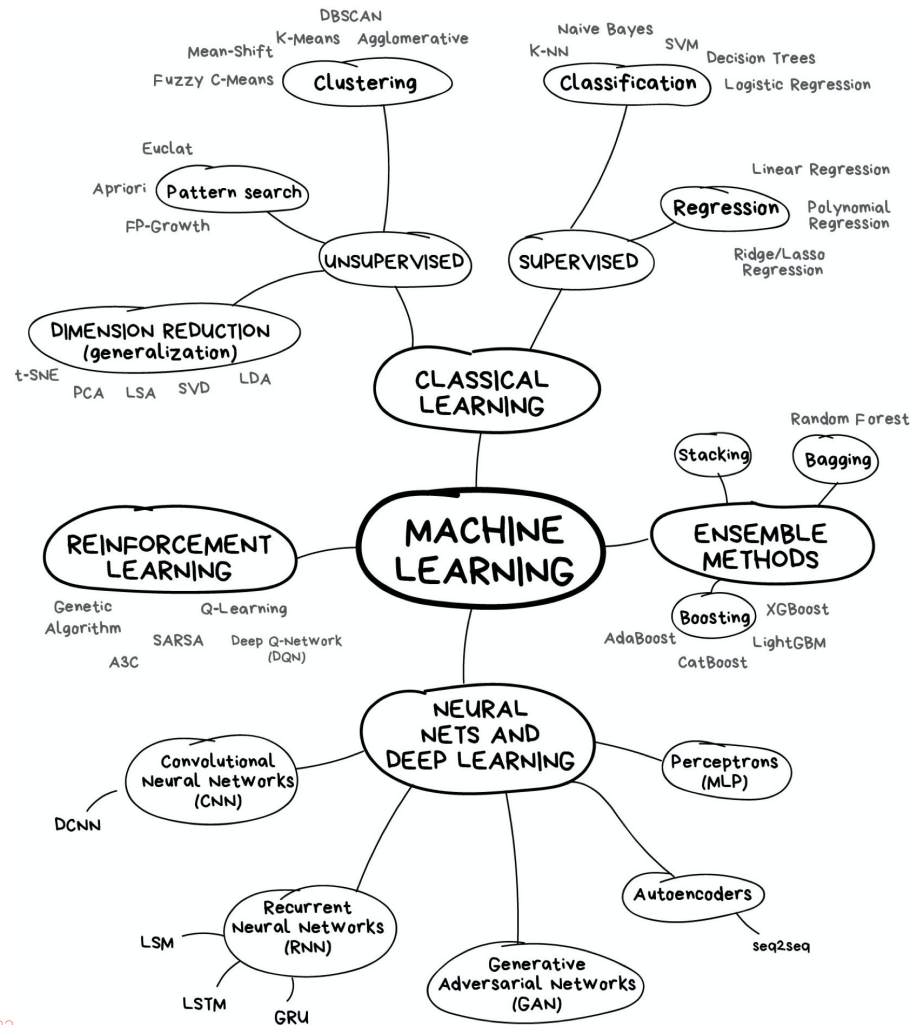 DBSCAN
K-Means Agglomerative
Mean-Shift
Fuzzy C-Means
Clustering
Naive Bayes
K-NN
SVM
Decision Trees
Classification
Logistic Regression
Euclat
Apriori
Pattern search
FP-Growth
Linear Regression
Regression
Polynomial
Regression
Ridge/Lasso
Regression
UNSUPERVISED
SUPERVISED
DIMENSION REDUCTION
(generalization)
t-SNE
PCA
LSA
SVD
LDA
CLASSICAL
LEARNING
Random Forest
Stacking
Bagging
MACHINE
LEARNING
REINFORCEMENT
LEARNING
ENSEMBLE
METHODS
Genetic
Algorithm
Q-Learning
SARSA
Deep Q-Network
(DQN)
A3C
Boosting
XGBoost
AdaBoost
LightGBM
CatBoost
NEURAL
NETS AND
DEEP LEARNING
Convolutional
Neural Networks
(CNN)
DCNN
Perceptrons
(MLP)
Autoencoders
seq2seq
Recurrent
Neural Networks
(RNN)
LSM
LSTM
GRU
Generative
Adversarial Networks
(GAN)